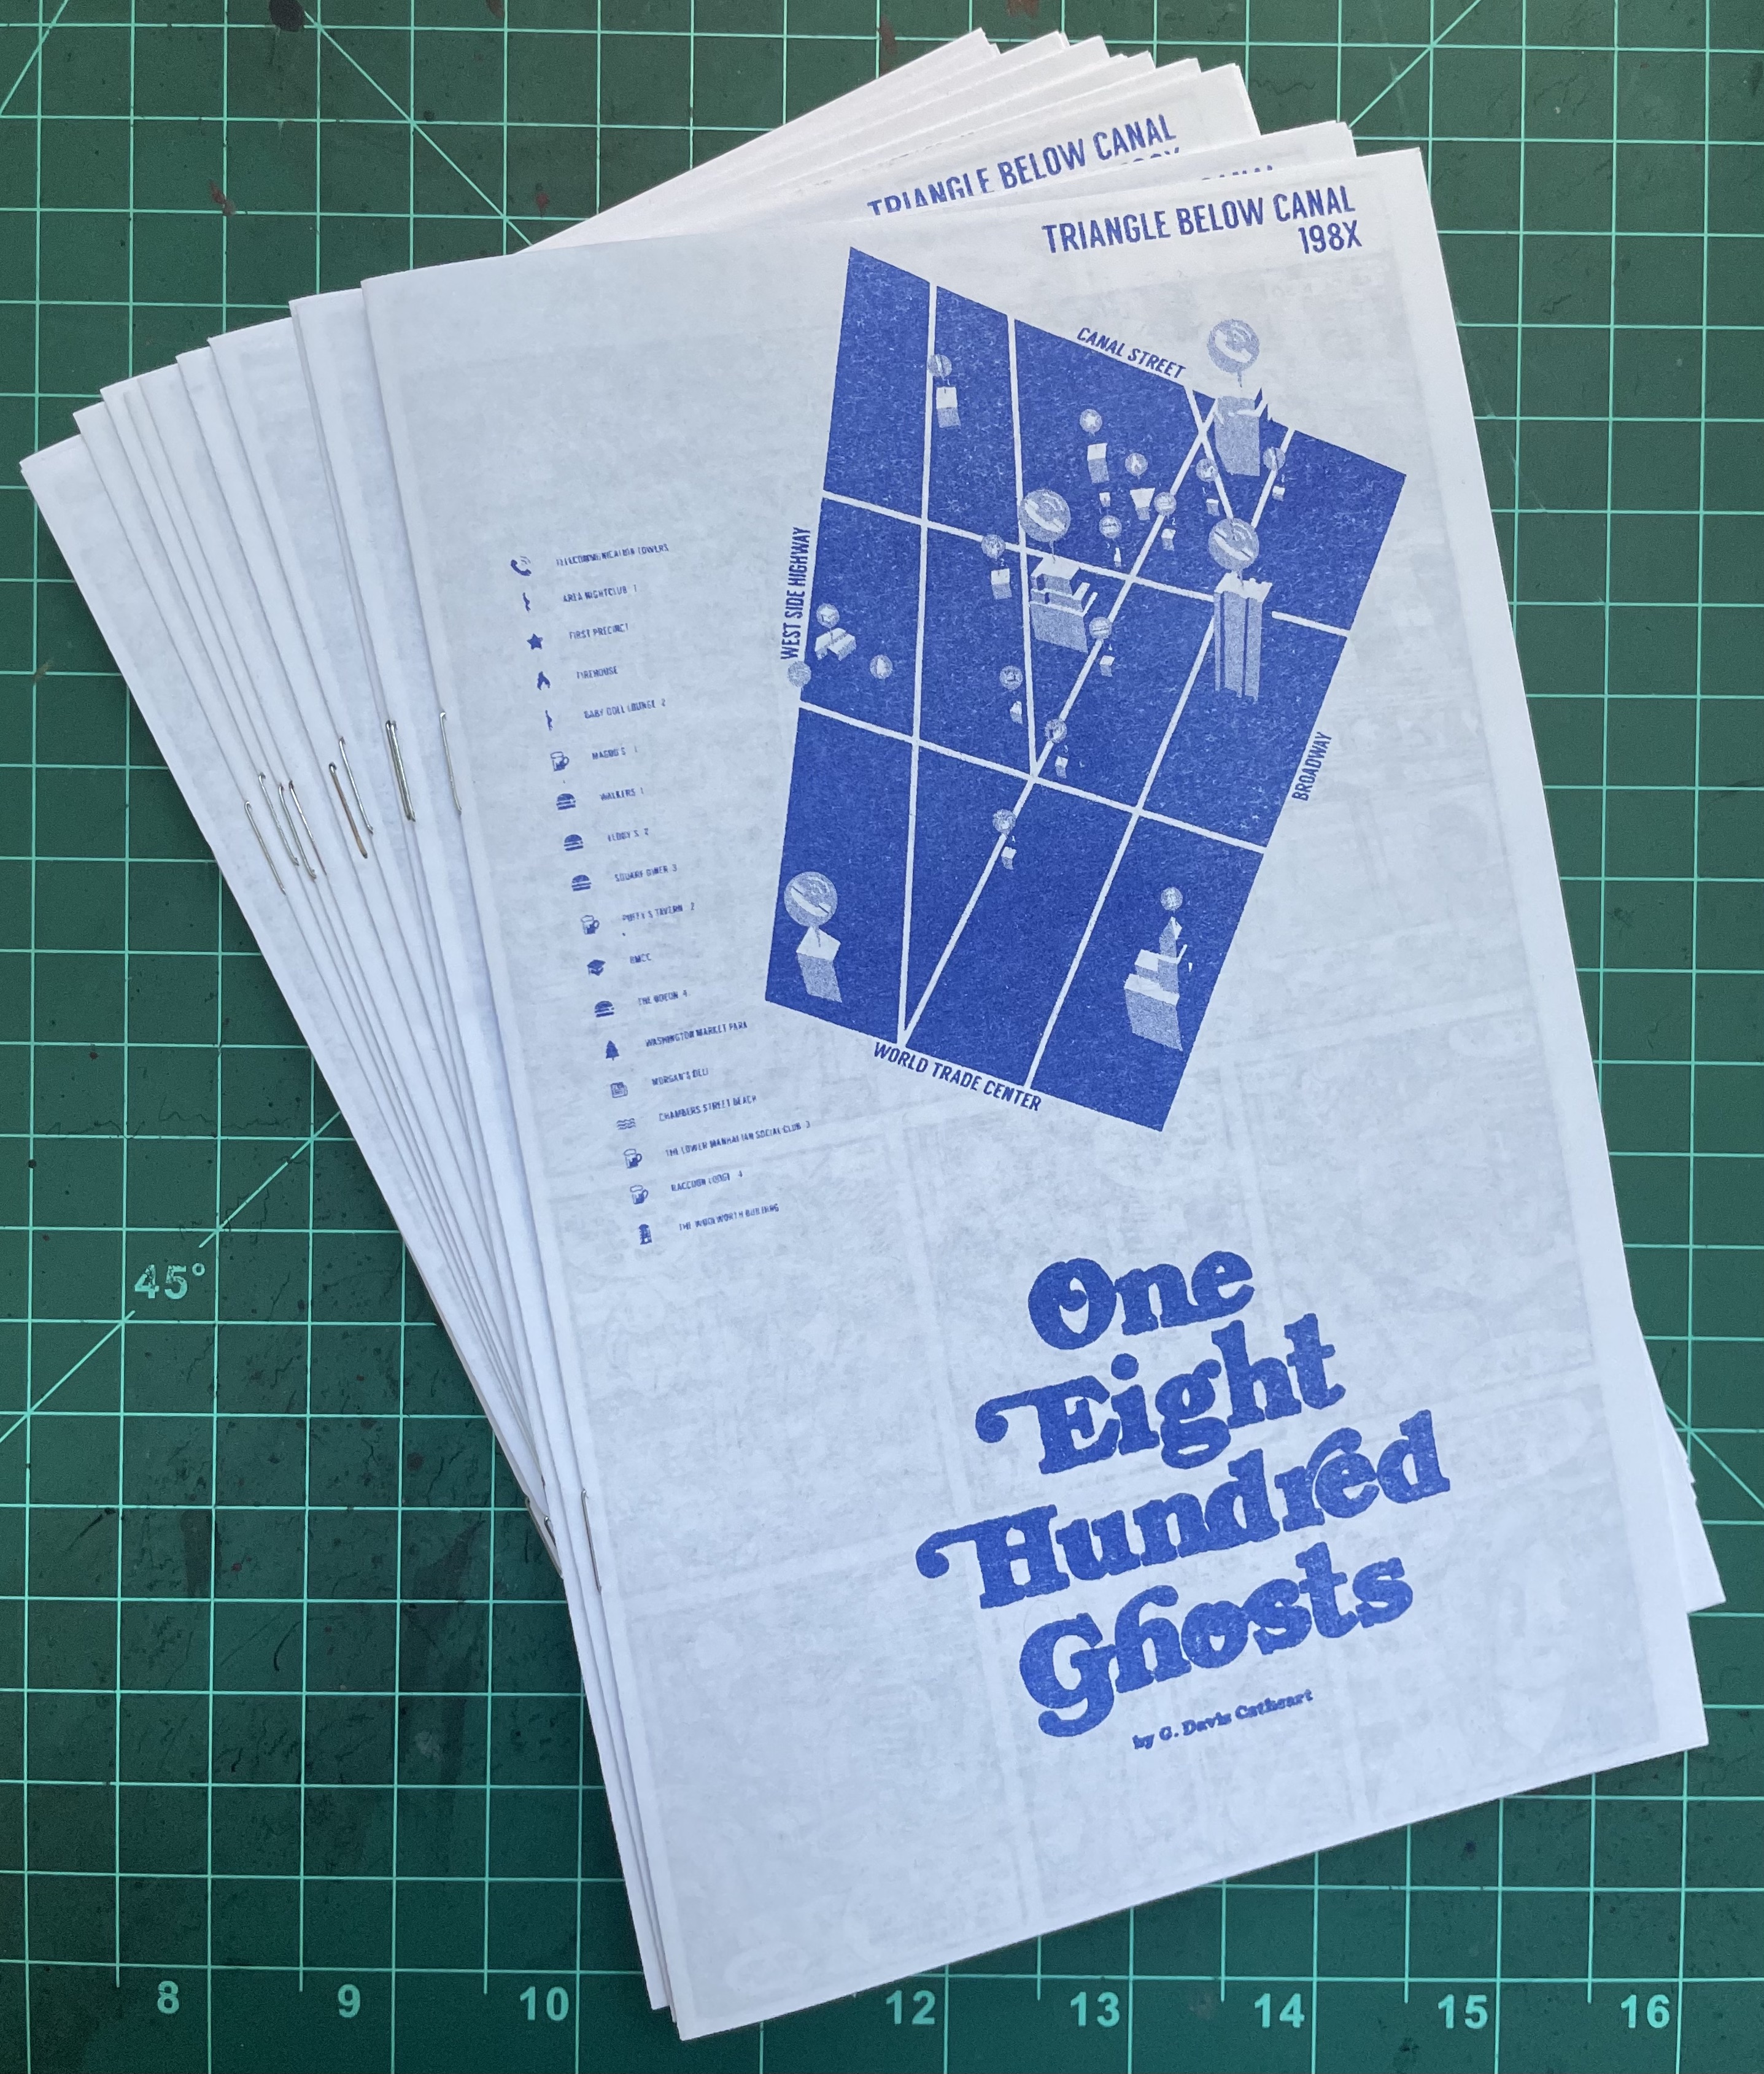 TRIANGLE BELOW CANAL
TRIANGLE BELOW CANAL
198X
CANAL STREET
WEST SIDE HIGHWAY
BROADWAY
WORLD TRADE CENTER
TELECOMMUNICATION TOWERS
AREA NIGHTCLUB 1
FIRST PRECINCT
FIREHOUSE
BABY DOLL LOUNGE 2
WALKERS 1
SQUARE DINER 3
PUFFY'S TAVERN 2
BMCC
THE ODEON 4
WASHINGTON MARKET PARK
MORGAN'S DELI
CHAMBERS STREET BEACH
THE LOWER MANHATTAN SOCIAL CLUB 3
RACCOON LODGE 4
THE WOOLWORTH BUILDING
One
Eight
Hundred
Ghosts
by G. Davis Cathcart
45°
8
9
10
12
13
14
15
16